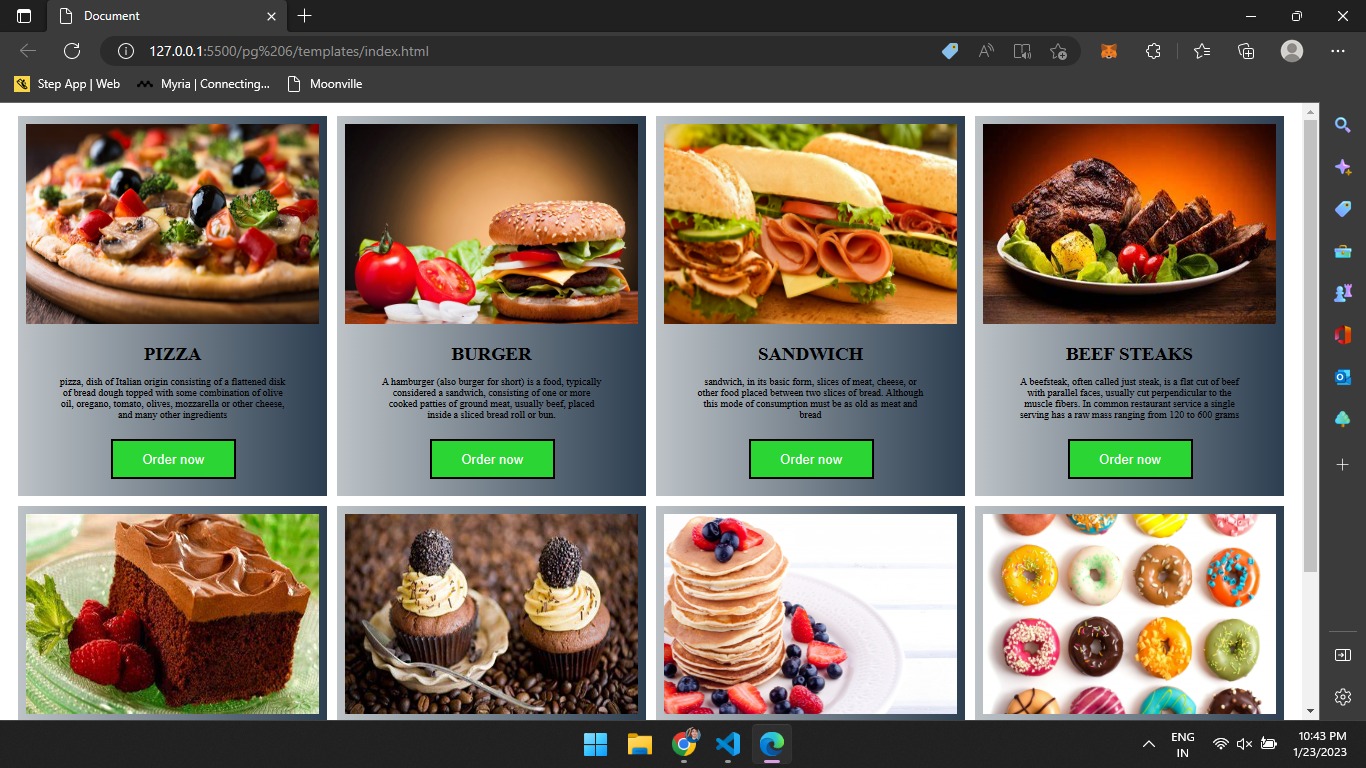 Document
127.0.0.1:5500/pg%206/templates/index.html
Step App | Web
Myria | Connecting...
Moonville
PIZZA
pizza, dish of Italian origin consisting of a flattened disk
of bread dough topped with some combination of olive
oil, oregano, tomato, olives, mozzarella or other cheese,
and many other ingredients
Order now
BURGER
A hamburger (also burger for short) is a food, typically
considered a sandwich, consisting of one or more
cooked patties of ground meat, usually beef, placed
inside a sliced bread roll or bun.
Order now
SANDWICH
sandwich, in its basic form, slices of meat, cheese, or
other food placed between two slices of bread. Although
this mode of consumption must be as old as meat and
bread
Order now
BEEF STEAKS
A beefsteak, often called just steak, is a flat cut of beef
with parallel faces, usually cut perpendicular to the
muscle fibers. In common restaurant service a single
serving has a raw mass ranging from 120 to 600 grams
Order now
ENG
IN
10:43 PM
1/23/2023